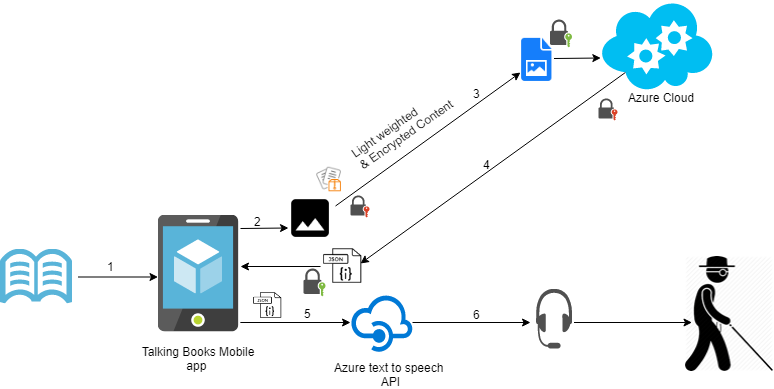 Azure Cloud
3
Light weighted
& Encrypted Content
4
2
1
JSON
{i}
JSON
{i}
5
6
Talking Books Mobile
app
Azure text to speech
API